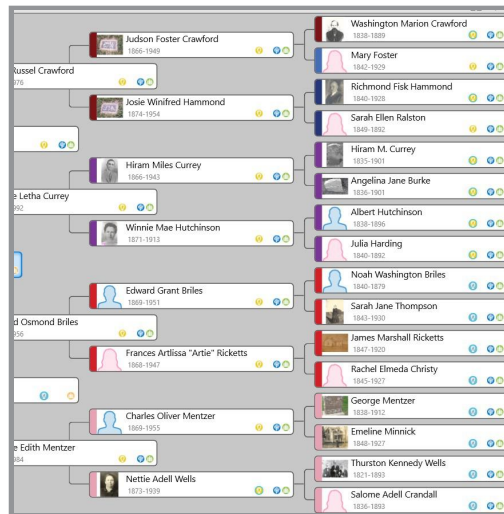 Russel Crawford
976
e Letha Currey
992
d Osmond Briles
956
e Edith Mentzer
984
Judson Foster Crawford
1866-1949
Josie Winifred Hammond
1874-1954
Hiram Miles Currey
1866-1943
Winnie Mae Hutchinson
1871-1913
Edward Grant Briles
1869-1951
Frances Artlissa "Artie" Ricketts
1868-1947
Charles Oliver Mentzer
1869-1955
Nettie Adell Wells
1873-1939
Washington Marion Crawford
1838-1889
Mary Foster
1842-1929
Richmond Fisk Hammond
1840-1928
Sarah Ellen Ralston
1849-1892
Hiram M. Currey
1835-1901
Angelina Jane Burke
1836-1901
Albert Hutchinson
1838-1896
Julia Harding
1840-1892
Noah Washington Briles
1840-1879
Sarah Jane Thompson
1843-1930
James Marshall Ricketts
1847-1920
Rachel Elmeda Christy
1845-1927
George Mentzer
1838-1912
Emeline Minnick
1848-1927
Thurston Kennedy Wells
1821-1893
Salome Adell Crandall
1836-1893